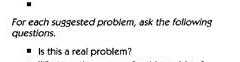 For each suggested problem, ask the following
questions.
▪ Is this a real problem?